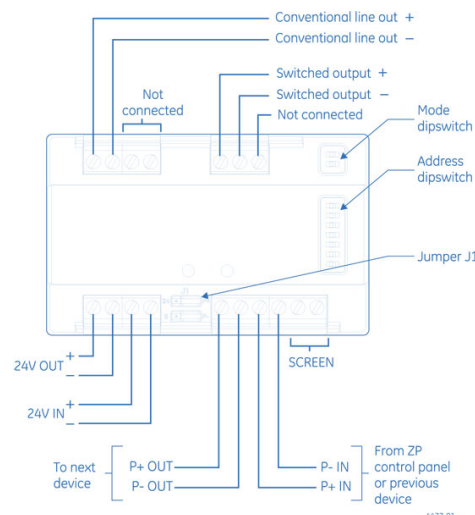 Conventional line out +
Conventional line out −
Switched output +
Switched output −
Not connected
Not
connected
Mode
dipswitch
Address
dipswitch
J1
Jumper J1
24V OUT + −
24V IN + −
SCREEN
To next
device
P+ OUT
P- OUT
P- IN
P+ IN
From ZP
control panel
or previous
device